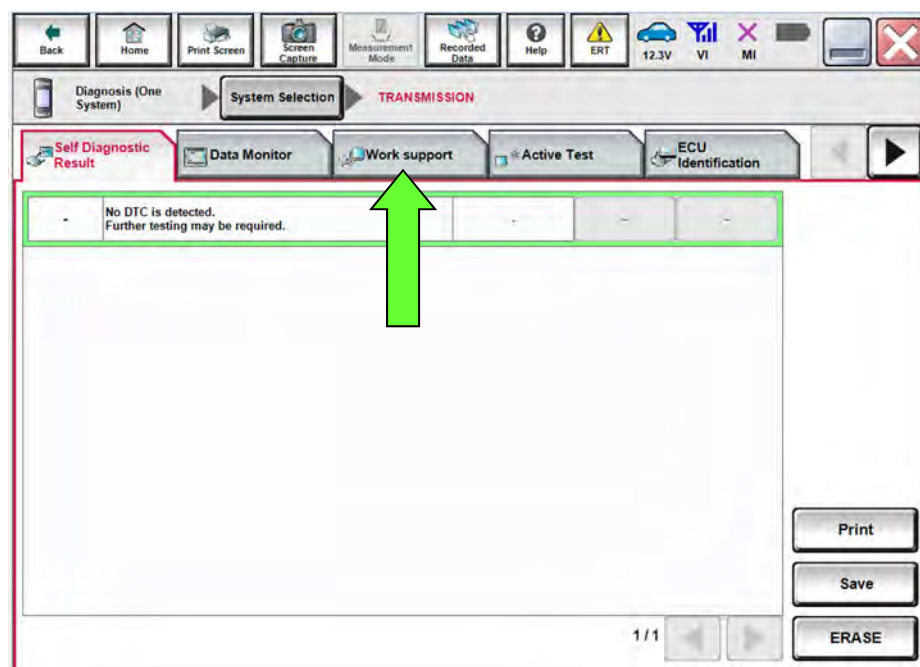 Back
Home
Print Screen
Screen
Capture
Measurement
Mode
Recorded
Data
Help
ERT
12.3V
VI
MI
Diagnosis (One
System)
System Selection
TRANSMISSION
Self Diagnostic
Result
Data Monitor
Work support
Active Test
ECU
Identification
No DTC is detected.
Further testing may be required.
1/1
Print
Save
ERASE